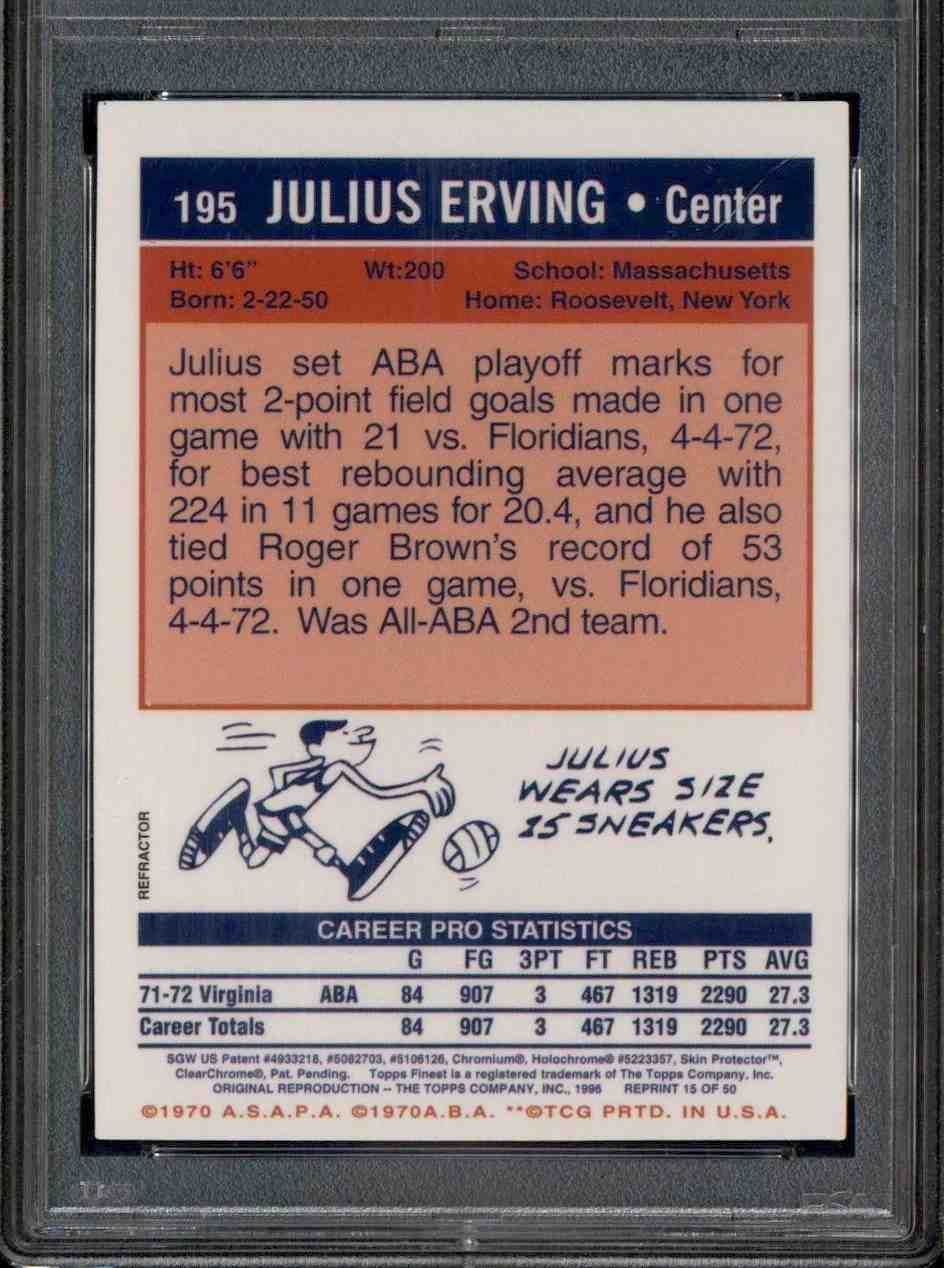 195 JULIUS ERVING • Center
Ht: 6'6" Wt:200 School: Massachusetts
Born: 2-22-50 Home: Roosevelt, New York
Julius set ABA playoff marks for
most 2-point field goals made in one
game with 21 vs. Floridians, 4-4-72,
for best rebounding average with
224 in 11 games for 20.4, and he also
tied Roger Brown's record of 53
points in one game, vs. Floridians,
4-4-72. Was All-ABA 2nd team.
JULIUS
WEARS SIZE
15 SNEAKERS.
REFRACTOR
CAREER PRO STATISTICS
G FG 3PT FT REB PTS AVG
71-72 Virginia ABA 84 907 3 467 1319 2290 27.3
Career Totals 84 907 3 467 1319 2290 27.3
SGW US Patent #4933218, #5082703, #5106126, Chromium®, Holochrome® #5223357, Skin Protector™,
ClearChrome®, Pat. Pending. Topps Finest is a registered trademark of The Topps Company, Inc.
ORIGINAL REPRODUCTION -- THE TOPPS COMPANY, INC., 1996 REPRINT 15 OF 50
©1970 A.S.A.P.A. ©1970A.B.A. **©TCG PRTD. IN U.S.A.
PSA